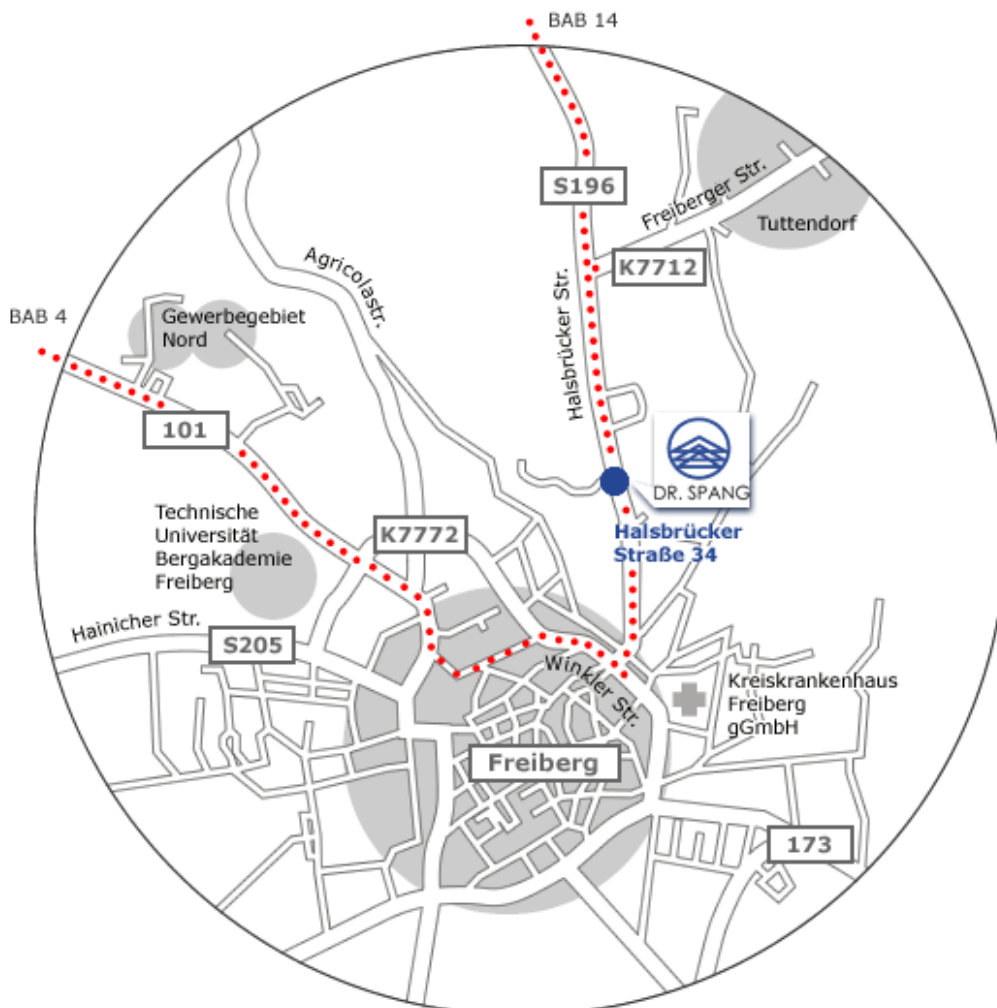 BAB 14
S196
Freiberger Str.
Tuttendorf
K7712
Agricolastr.
Halsbrücker Str.
BAB 4
Gewerbegebiet
Nord
101
DR. SPANG
Halsbrücker
Straße 34
Technische
Universität
Bergakademie
Freiberg
K7772
Hainicher Str.
S205
Winkler Str.
Kreiskrankenhaus
Freiberg
gGmbH
Freiberg
173